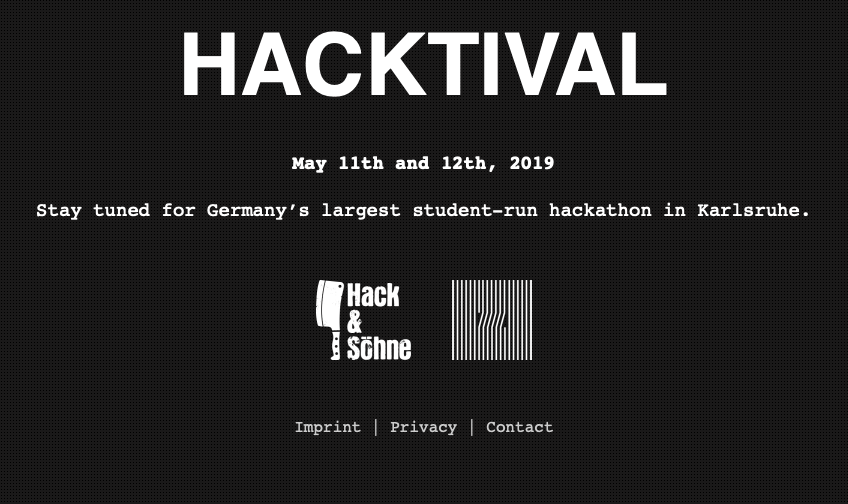 HACKTIVAL
May 11th and 12th, 2019
Stay tuned for Germany’s largest student-run hackathon in Karlsruhe.
Hack
&
Söhne
Imprint | Privacy | Contact